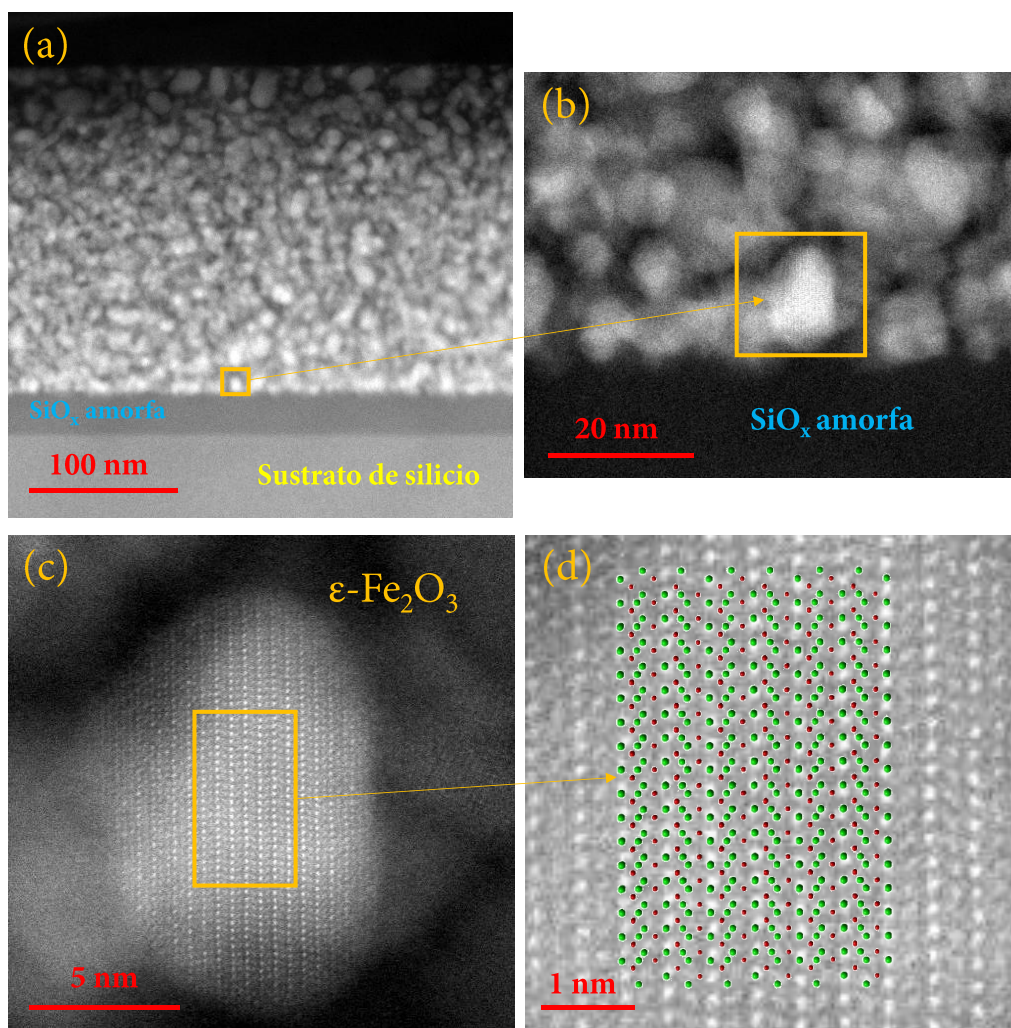 (a)
SiOₓ amorfa
100 nm
Sustrato de silicio
(b)
20 nm
SiOₓ amorfa
(c)
ε-Fe₂O₃
5 nm
(d)
1 nm